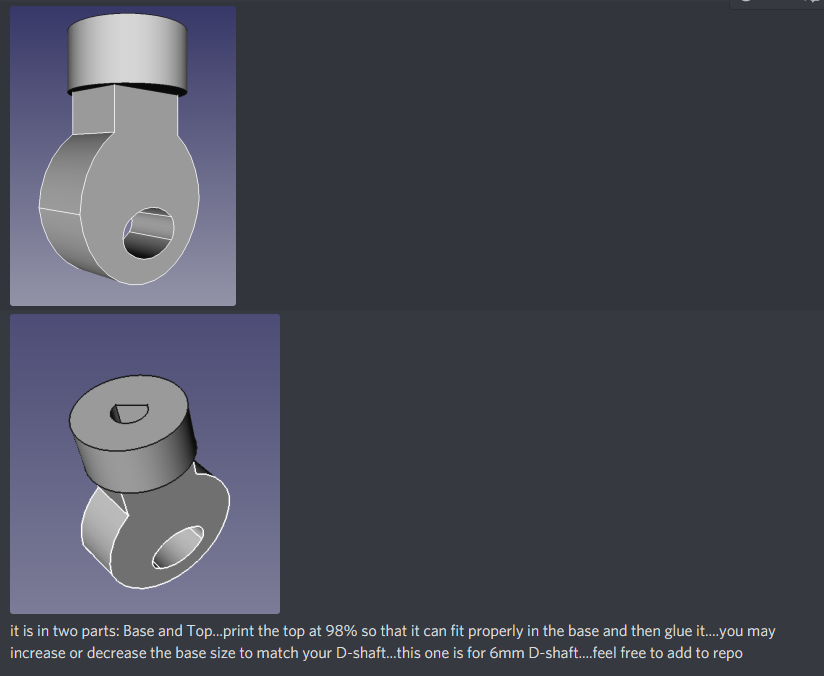 it is in two parts: Base and Top...print the top at 98% so that it can fit properly in the base and then glue it....you may
increase or decrease the base size to match your D-shaft...this one is for 6mm D-shaft....feel free to add to repo